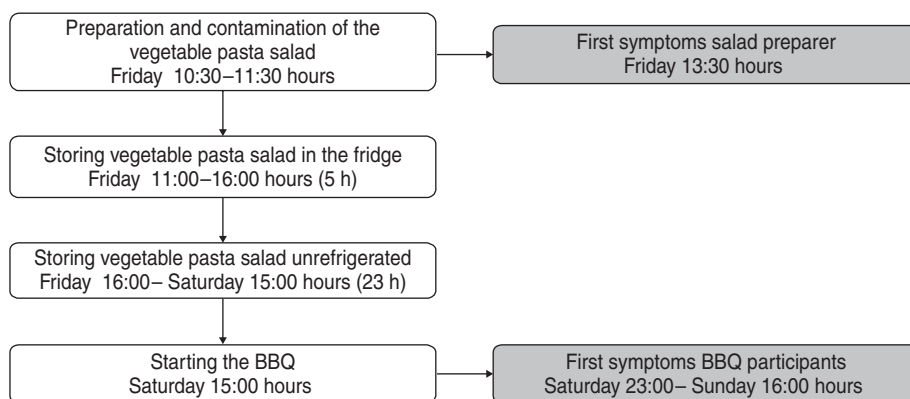 Preparation and contamination of the
vegetable pasta salad
Friday 10:30–11:30 hours
First symptoms salad preparer
Friday 13:30 hours
Storing vegetable pasta salad in the fridge
Friday 11:00–16:00 hours (5 h)
Storing vegetable pasta salad unrefrigerated
Friday 16:00– Saturday 15:00 hours (23 h)
Starting the BBQ
Saturday 15:00 hours
First symptoms BBQ participants
Saturday 23:00– Sunday 16:00 hours